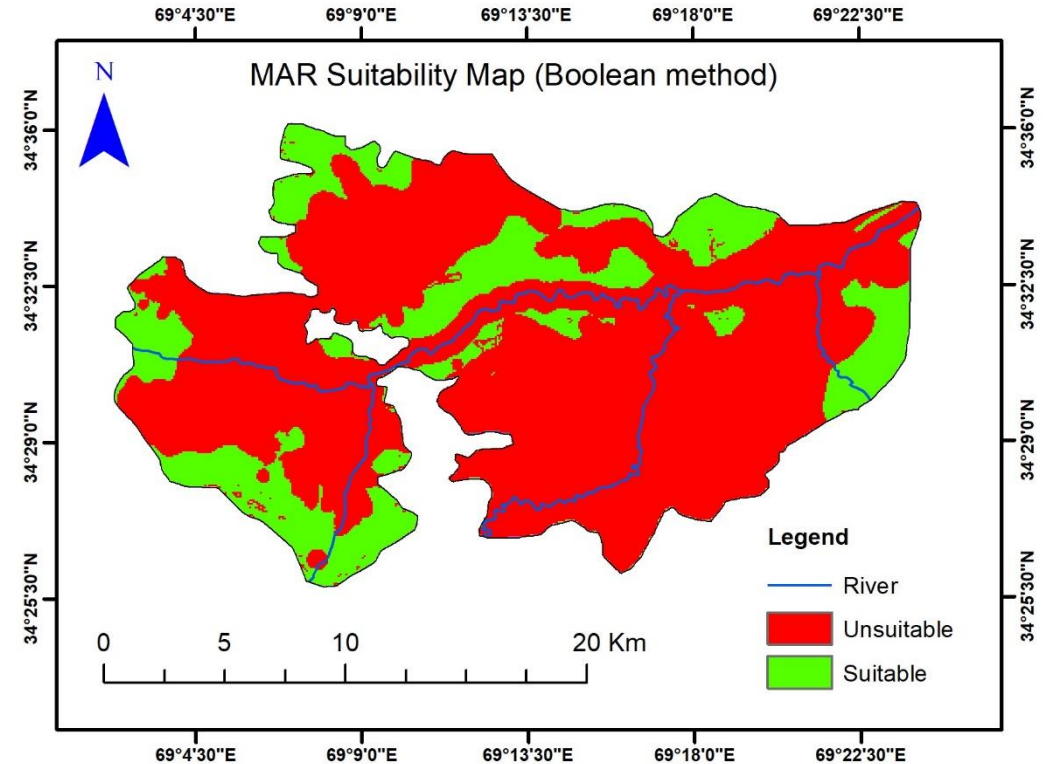 69°4'30"E 69°9'0"E 69°13'30"E 69°18'0"E 69°22'30"E
N
MAR Suitability Map (Boolean method)
34°36'0"N 34°36'0"N
34°32'30"N 34°32'30"N
34°29'0"N 34°29'0"N
34°25'30"N 34°25'30"N
Legend
River
Unsuitable
Suitable
0 5 10 20 Km
69°4'30"E 69°9'0"E 69°13'30"E 69°18'0"E 69°22'30"E